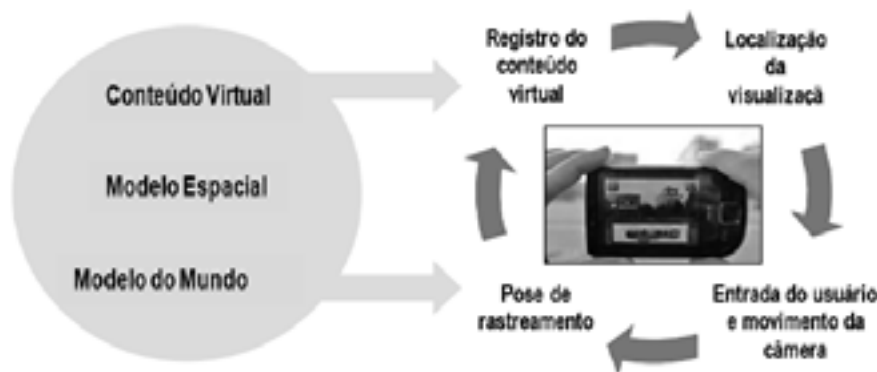 Conteúdo Virtual
Modelo Espacial
Modelo do Mundo
Registro do
conteúdo
virtual
Localização
da
visualizaçã
Entrada do usuário
e movimento da
câmera
Pose de
rastreamento